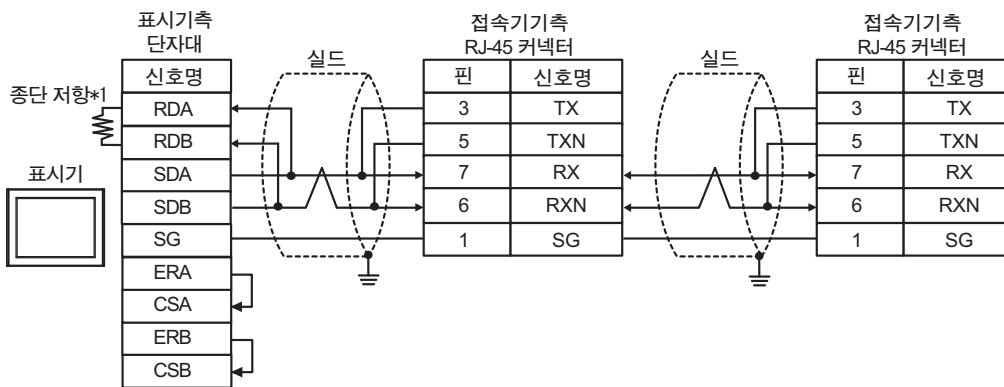 표시기측
단자대
신호명
RDA
RDB
SDA
SDB
SG
ERA
CSA
ERB
CSB
종단 저항*1
표시기
실드
접속기기측
RJ-45 커넥터
핀 신호명
3 TX
5 TXN
7 RX
6 RXN
1 SG
실드
접속기기측
RJ-45 커넥터
핀 신호명
3 TX
5 TXN
7 RX
6 RXN
1 SG